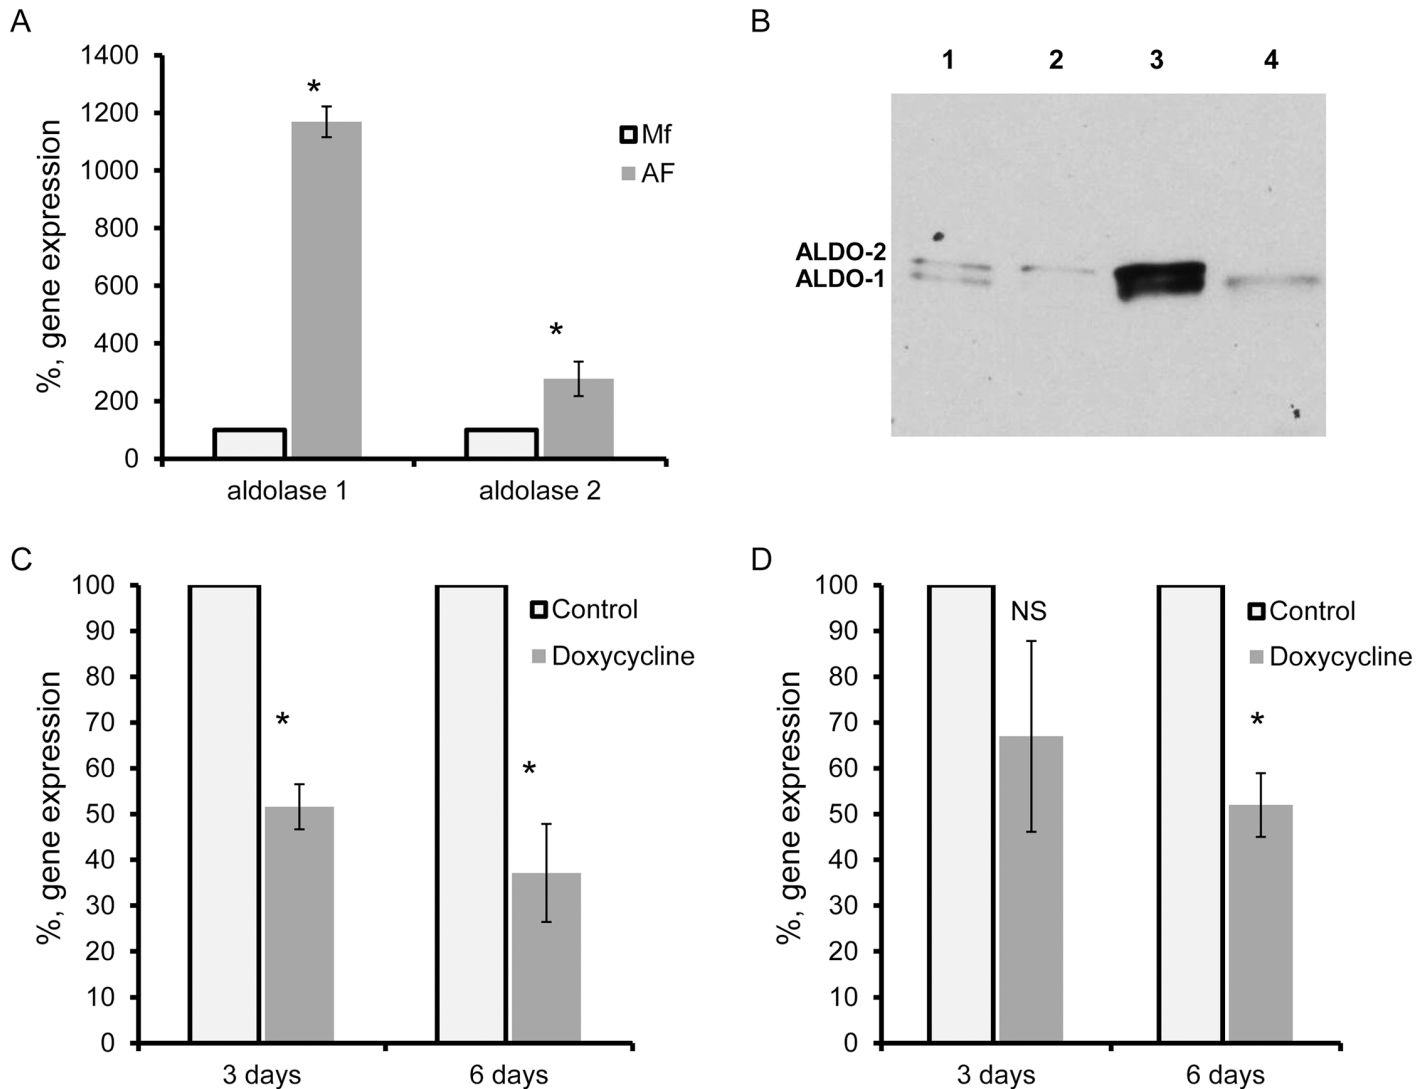 A
1400
1200
1000
800
600
400
200
0
%, gene expression
*
*
Mf
AF
aldolase 1
aldolase 2
B
1 2 3 4
ALDO-2
ALDO-1
C
100
90
80
70
60
50
40
30
20
10
0
%, gene expression
*
*
Control
Doxycycline
3 days
6 days
D
100
90
80
70
60
50
40
30
20
10
0
%, gene expression
NS
*
Control
Doxycycline
3 days
6 days